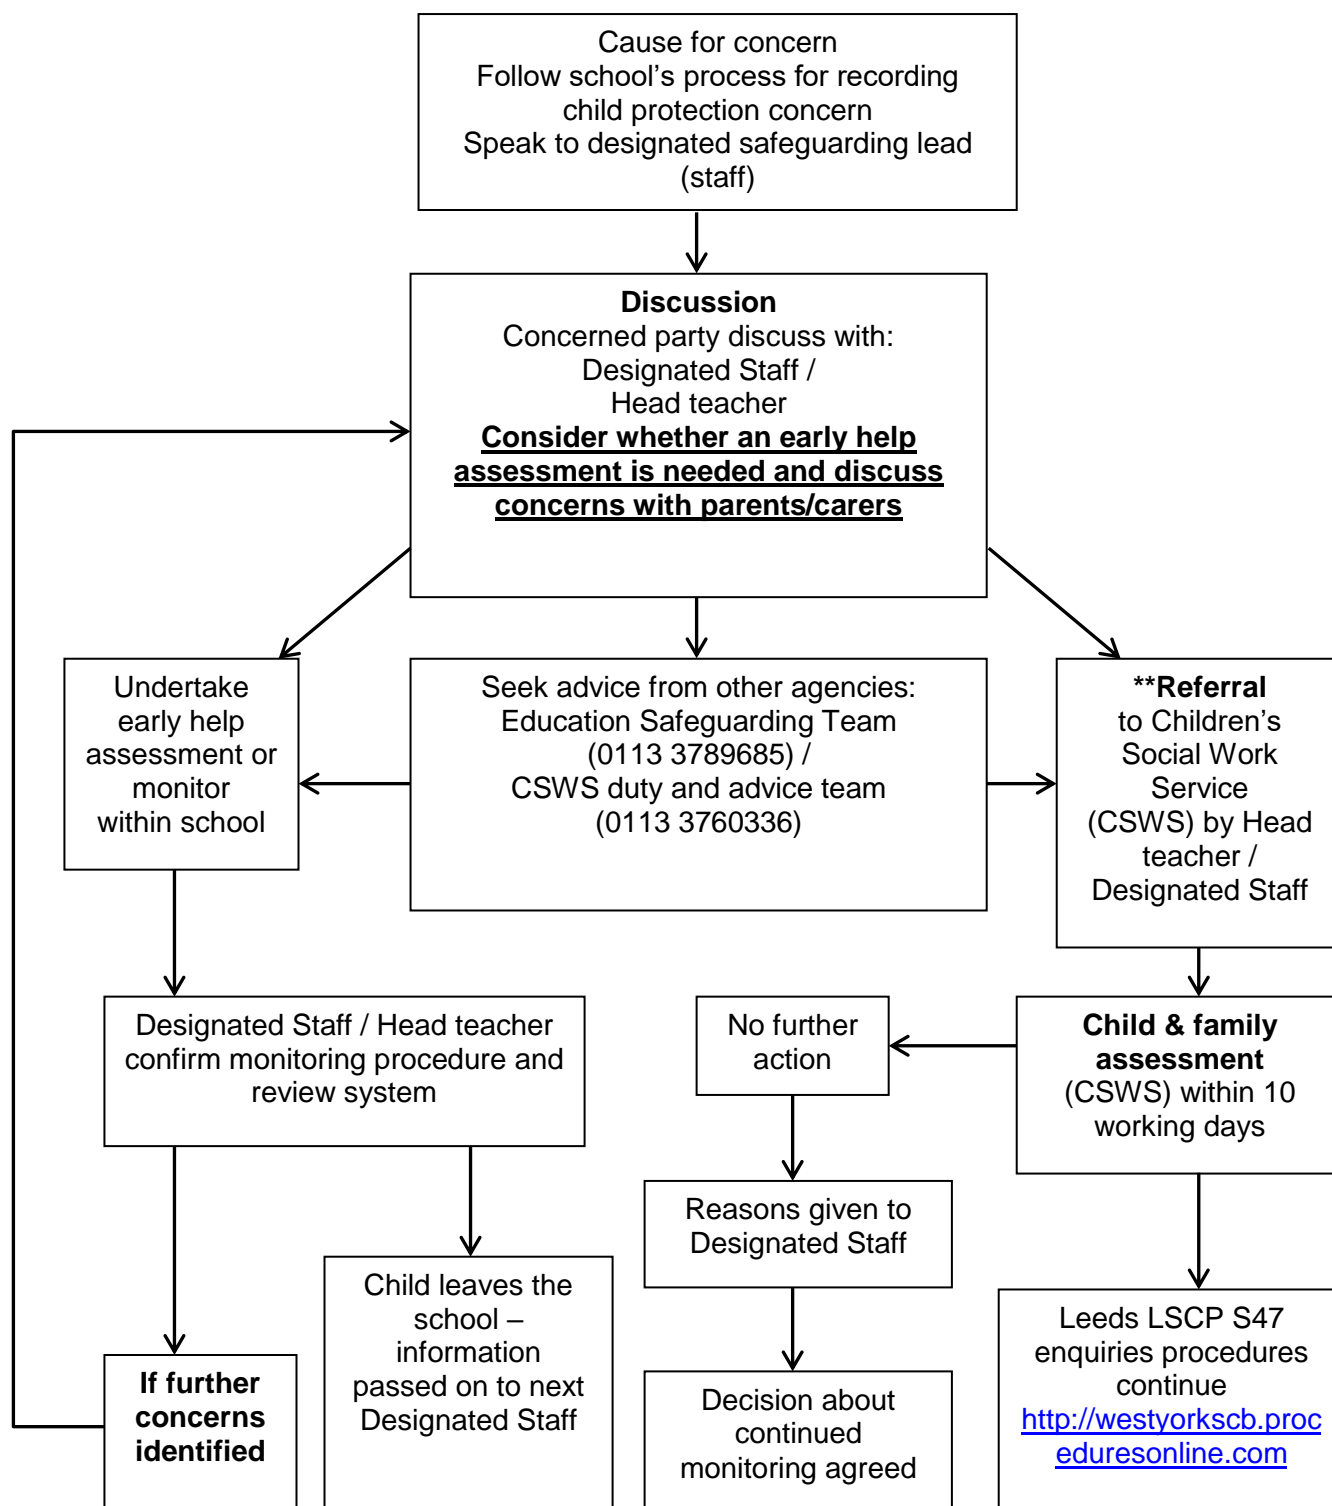 Cause for concern
Follow school’s process for recording
child protection concern
Speak to designated safeguarding lead
(staff)
Discussion
Concerned party discuss with:
Designated Staff /
Head teacher
Consider whether an early help
assessment is needed and discuss
concerns with parents/carers
Undertake
early help
assessment or
monitor
within school
Seek advice from other agencies:
Education Safeguarding Team
(0113 3789685) /
CSWS duty and advice team
(0113 3760336)
**Referral
to Children’s
Social Work
Service
(CSWS) by Head
teacher /
Designated Staff
Designated Staff / Head teacher
confirm monitoring procedure and
review system
No further
action
Child & family
assessment
(CSWS) within 10
working days
Reasons given to
Designated Staff
If further
concerns
identified
Child leaves the
school –
information
passed on to next
Designated Staff
Decision about
continued
monitoring agreed
Leeds LSCP S47
enquiries procedures
continue
http://westyorkscb.proc
eduresonline.com